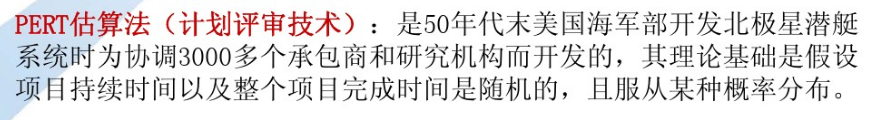 PERT估算法（计划评审技术）：是50年代末美国海军部开发北极星潜艇
系统时为协调3000多个承包商和研究机构而开发的，其理论基础是假设
项目持续时间以及整个项目完成时间是随机的，且服从某种概率分布。